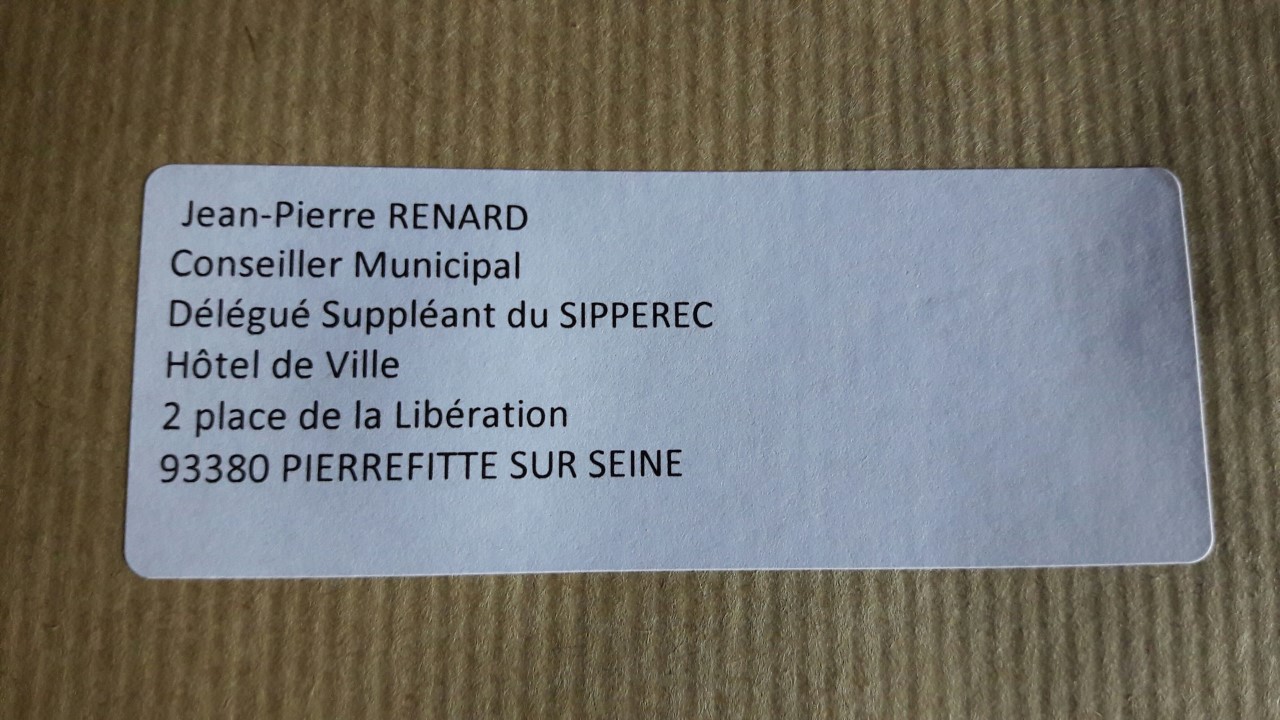 Jean-Pierre RENARD
Conseiller Municipal
Délégué Suppléant du SIPPEREC
Hôtel de Ville
2 place de la Libération
93380 PIERREFITTE SUR SEINE